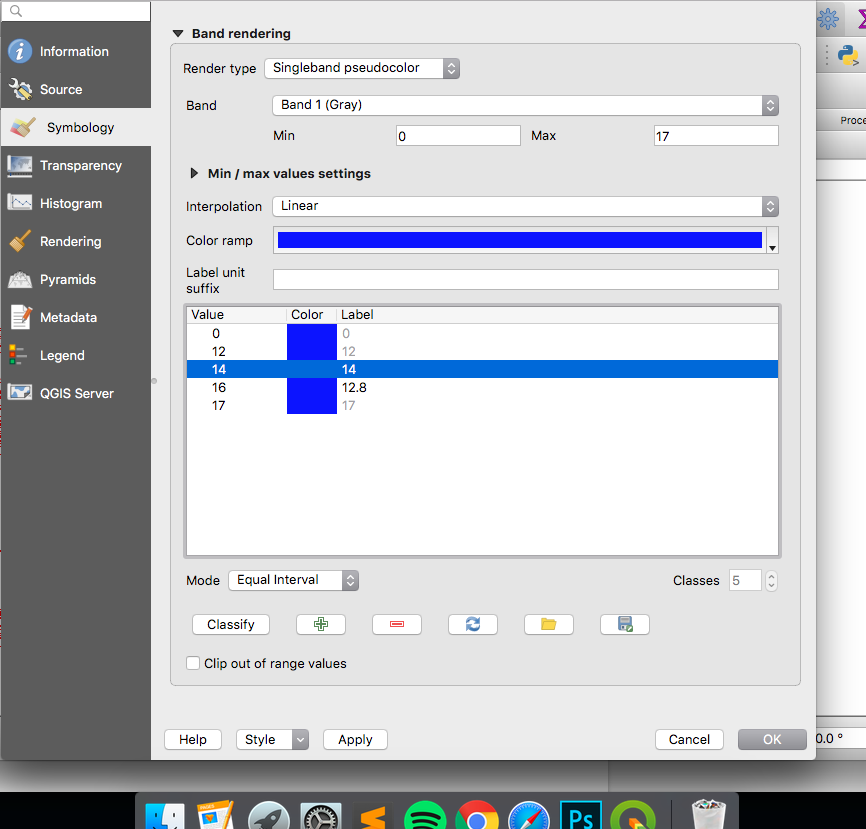 Information
Source
Symbology
Transparency
Histogram
Rendering
Pyramids
Metadata
Legend
QGIS Server
Band rendering
Render type Singleband pseudocolor
Band Band 1 (Gray)
Min 0 Max 17
Min / max values settings
Interpolation Linear
Color ramp
Label unit
suffix
Value Color Label
0 0
12 12
14 14
16 12.8
17 17
Mode Equal Interval Classes 5
Classify
Clip out of range values
Help Style Apply Cancel OK
Proce
0.0 °
PAGES
Ps